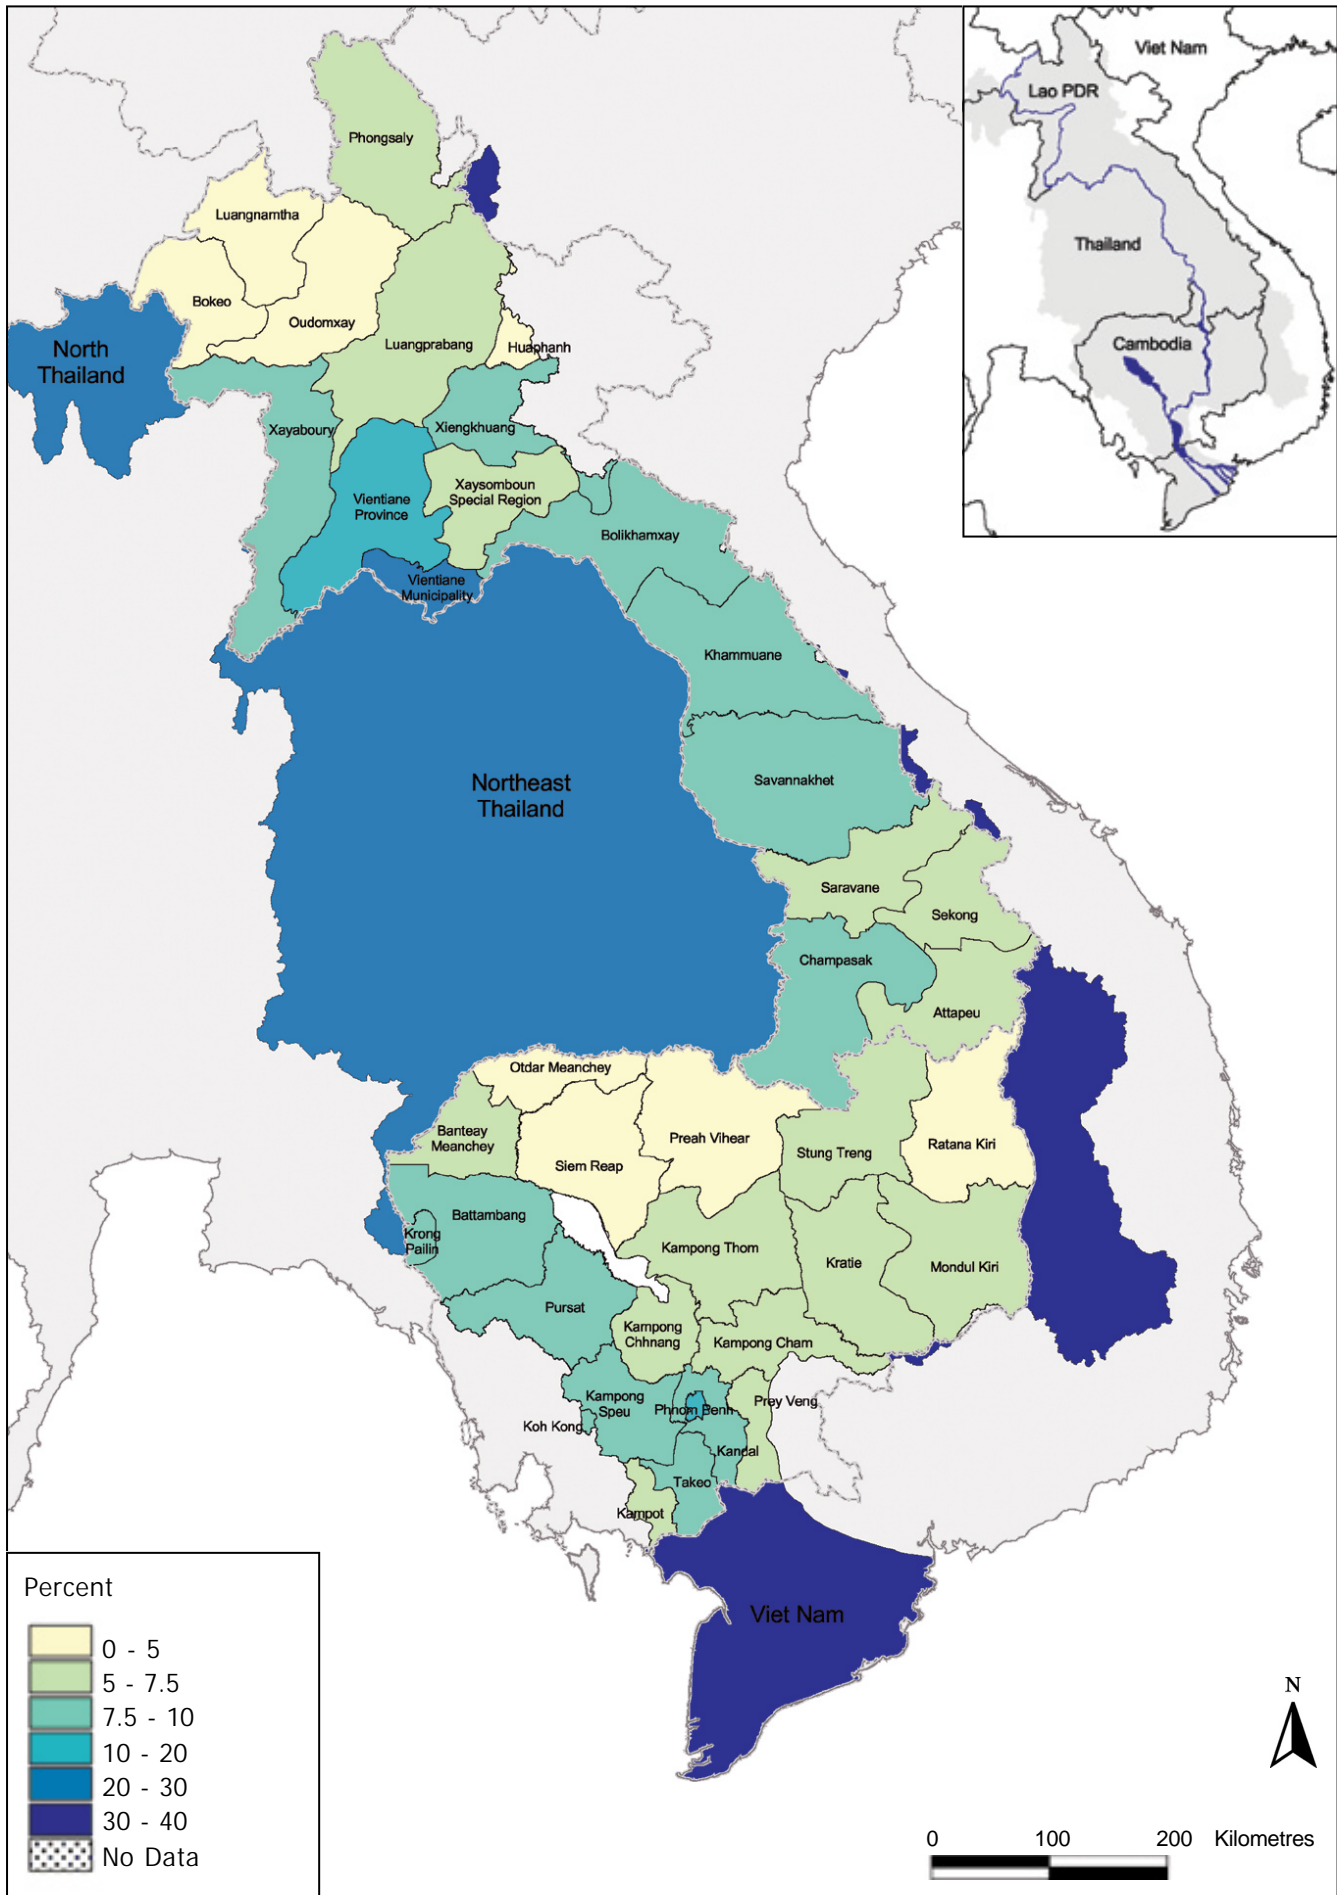 Viet Nam
Lao PDR
Thailand
Cambodia
Phongsaly
Luangnamtha
Bokeo
Oudomxay
Luangprabang
Huaphanh
North
Thailand
Xayaboury
Xiengkhuang
Vientiane
Province
Xaysomboun
Special Region
Bolikhamxay
Vientiane
Municipality
Khammuane
Northeast
Thailand
Savannakhet
Saravane
Sekong
Champasak
Attapeu
Otdar Meanchey
Banteay
Meanchey
Siem Reap
Preah Vihear
Stung Treng
Ratana Kiri
Battambang
Krong
Pailin
Kampong Thom
Kratie
Mondul Kiri
Pursat
Kampong
Chhnang
Kampong Cham
Kampong
Speu
Phnom Penh
Prey Veng
Koh Kong
Kandal
Takeo
Kampot
Viet Nam
Percent
0 - 5
5 - 7.5
7.5 - 10
10 - 20
20 - 30
30 - 40
No Data
N
0 100 200 Kilometres